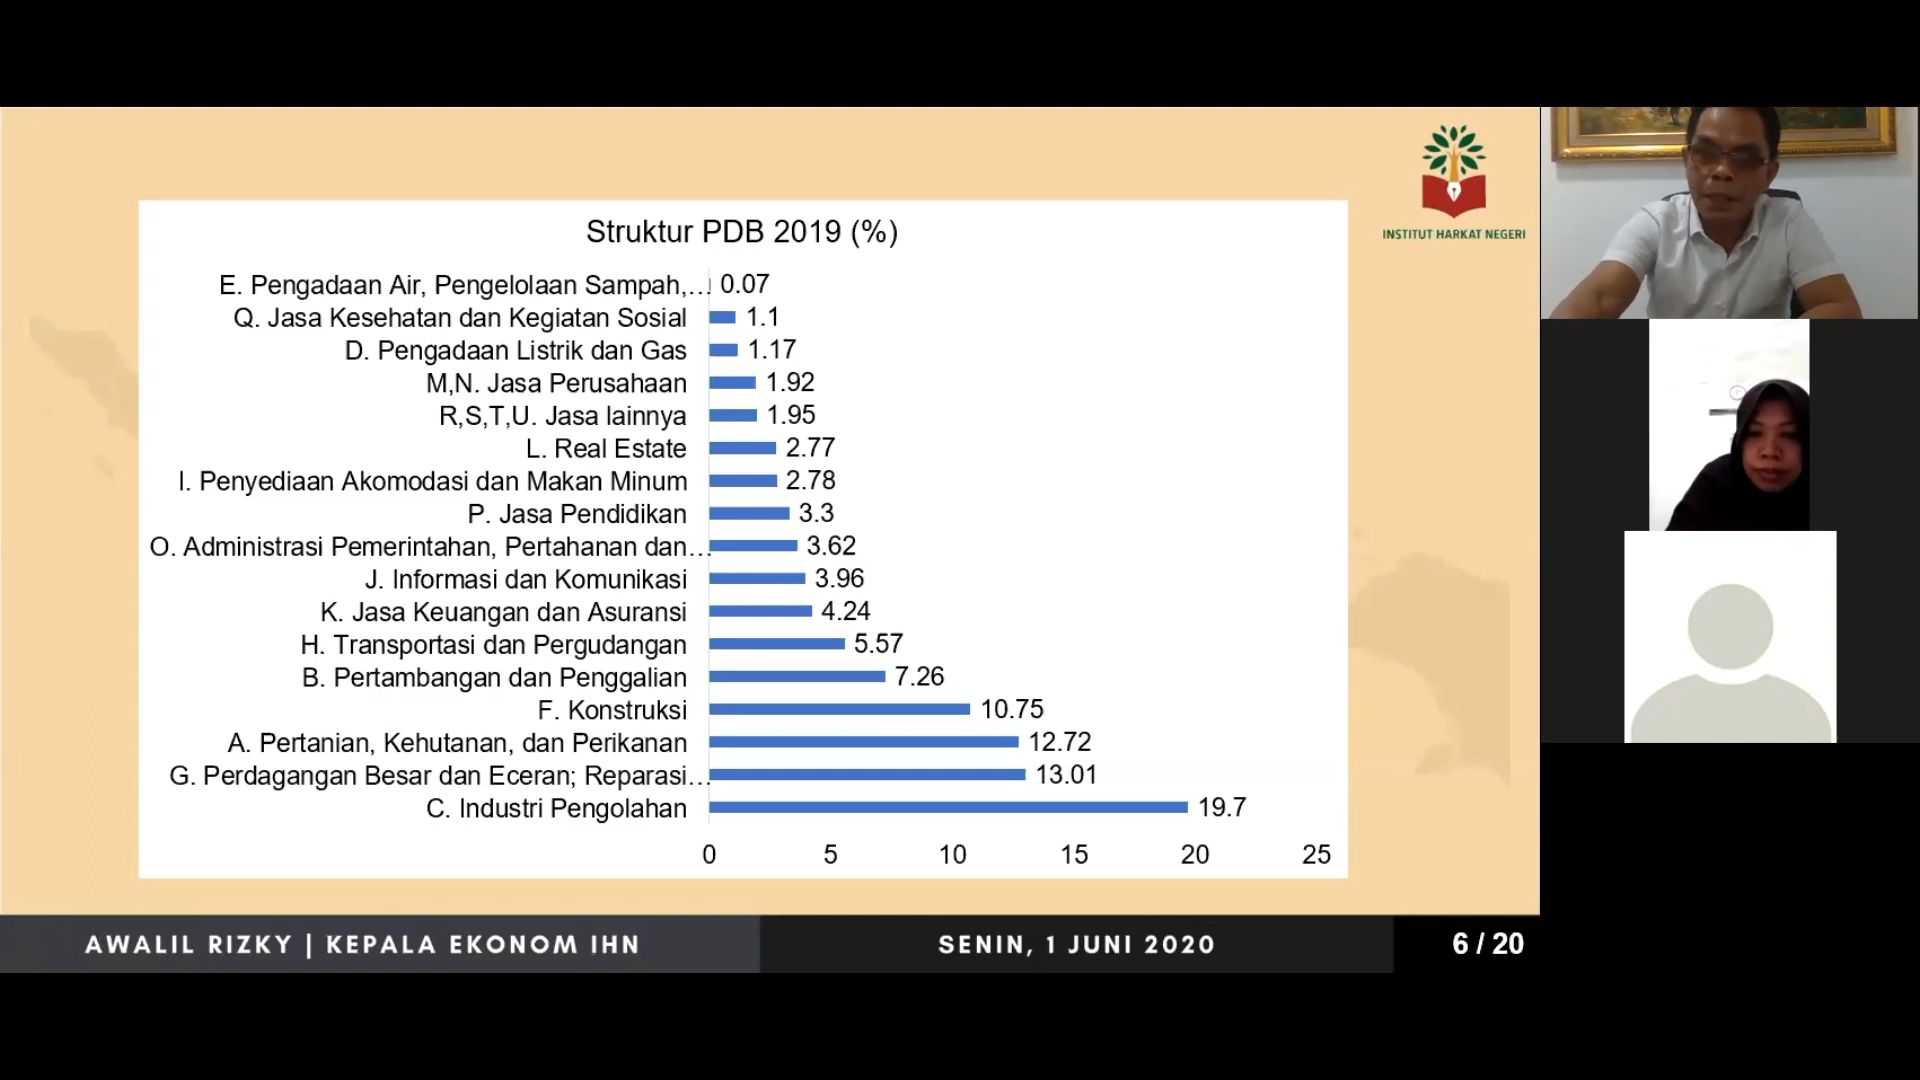 INSTITUT HARKAT NEGERI
Struktur PDB 2019 (%)
E. Pengadaan Air, Pengelolaan Sampah,... 0.07
Q. Jasa Kesehatan dan Kegiatan Sosial 1.1
D. Pengadaan Listrik dan Gas 1.17
M,N. Jasa Perusahaan 1.92
R,S,T,U. Jasa lainnya 1.95
L. Real Estate 2.77
I. Penyediaan Akomodasi dan Makan Minum 2.78
P. Jasa Pendidikan 3.3
O. Administrasi Pemerintahan, Pertahanan dan... 3.62
J. Informasi dan Komunikasi 3.96
K. Jasa Keuangan dan Asuransi 4.24
H. Transportasi dan Pergudangan 5.57
B. Pertambangan dan Penggalian 7.26
F. Konstruksi 10.75
A. Pertanian, Kehutanan, dan Perikanan 12.72
G. Perdagangan Besar dan Eceran; Reparasi... 13.01
C. Industri Pengolahan 19.7
0 5 10 15 20 25
AWALIL RIZKY | KEPALA EKONOM IHN
SENIN, 1 JUNI 2020
6 / 20